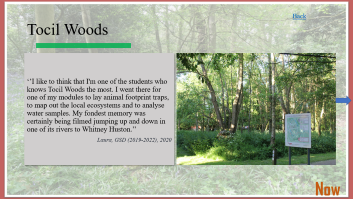 Back
Tocil Woods
"I like to think that I'm one of the students who
knows Tocil Woods the most. I went there for
one of my modules to lay animal footprint traps,
to map out the local ecosystems and to analyse
water samples. My fondest memory was
certainly being filmed jumping up and down in
one of its rivers to Whitney Huston."
Laura, GSD (2019-2022), 2020
Now